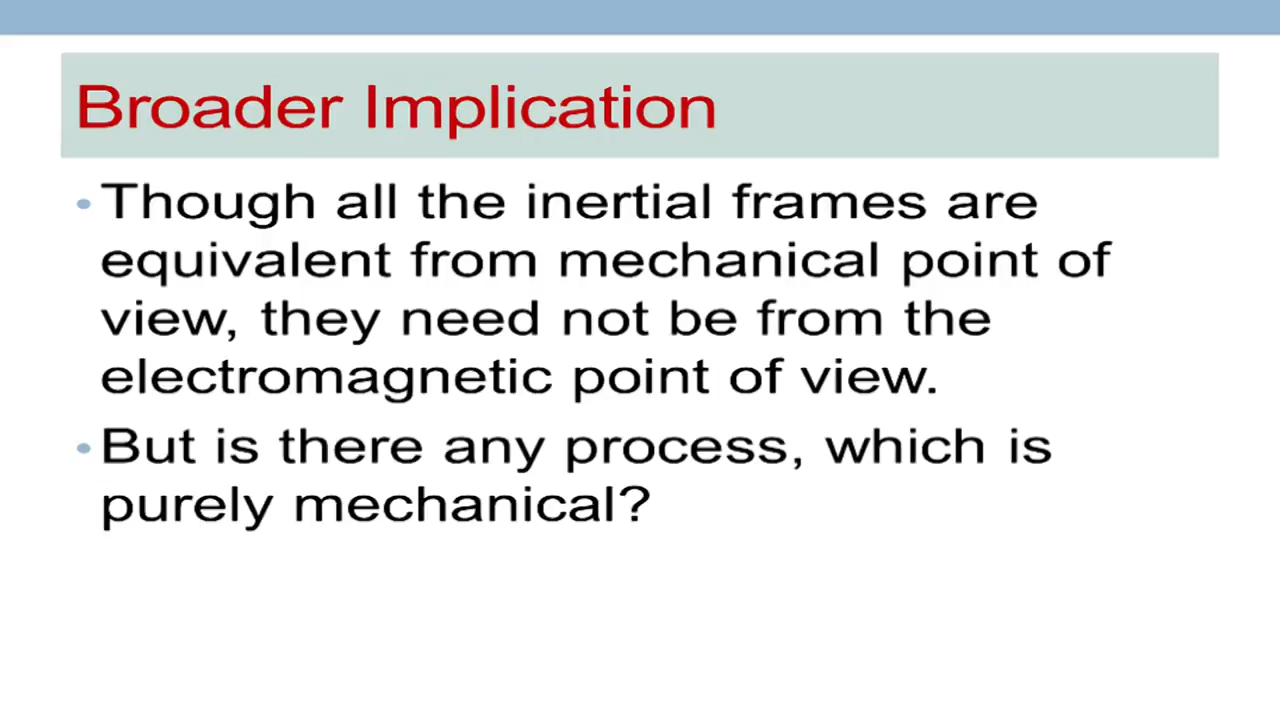 Broader Implication
• Though all the inertial frames are
equivalent from mechanical point of
view, they need not be from the
electromagnetic point of view.
• But is there any process, which is
purely mechanical?